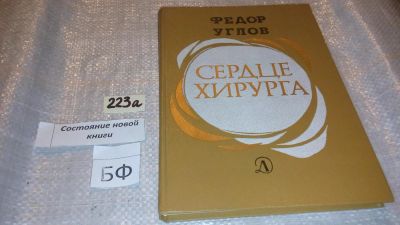 ФЕДОР
УГЛОВ
СЕРДЦЕ
ХИРУРГА
Д
223а
Состояние новой
книги
БФ